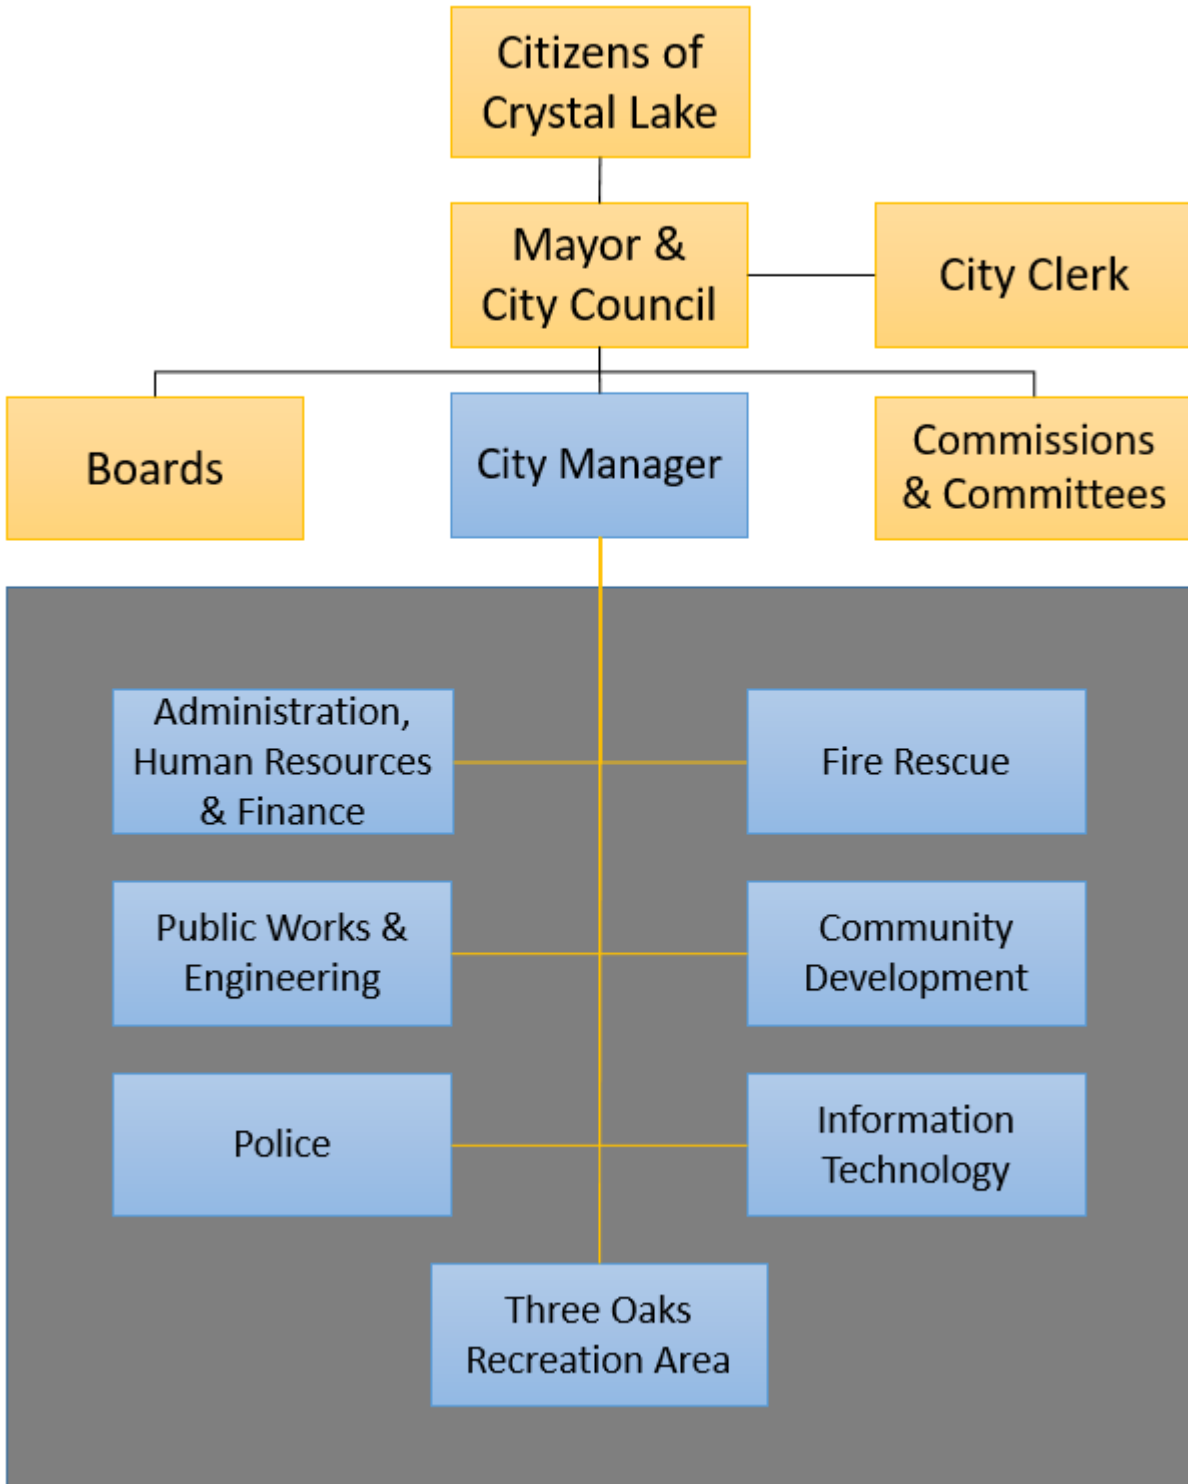 Citizens of
Crystal Lake
Mayor &
City Council
City Clerk
Boards
City Manager
Commissions
& Committees
Administration,
Human Resources
& Finance
Fire Rescue
Public Works &
Engineering
Community
Development
Police
Information
Technology
Three Oaks
Recreation Area